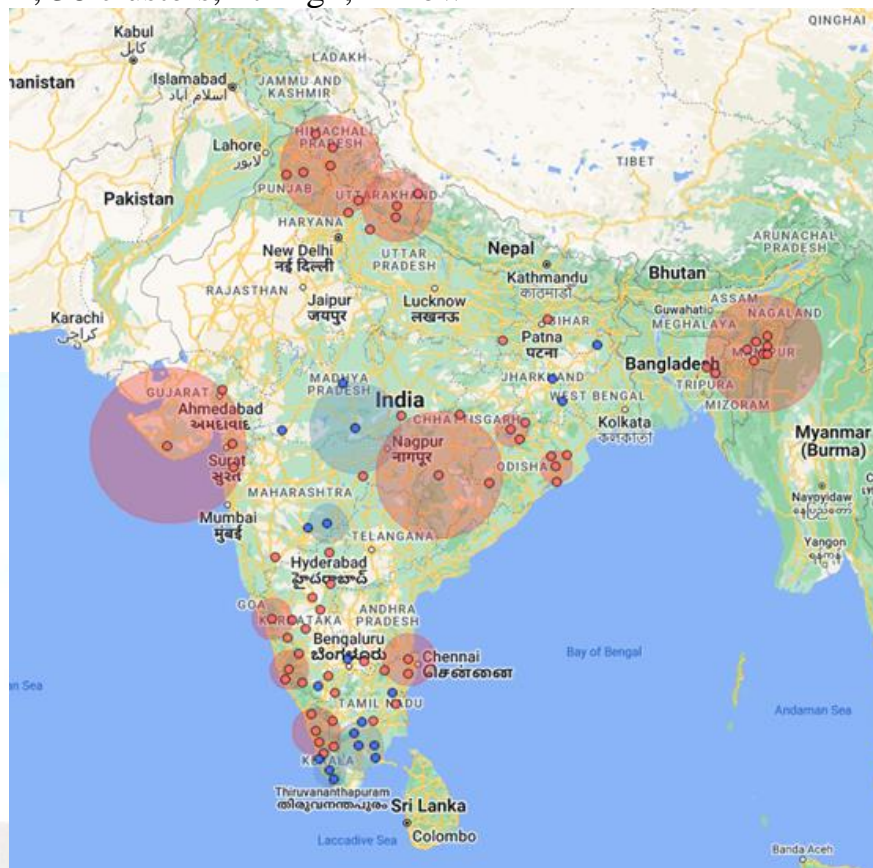 Kabul
کابل
QINGHAI
LADAKH
Islamabad
اسلام آباد
JAMMU AND
KASHMIR
HIMACHAL
PRADESH
Lahore
لاہور
TIBET
PUNJAB
UTTARAKHAND
Pakistan
HARYANA
ARUNACHAL
PRADESH
New Delhi
नई दिल्ली
UTTAR
PRADESH
Nepal
Kathmandu
काठमाडौं
Bhutan
RAJASTHAN
Jaipur
जयपुर
Lucknow
लखनऊ
ASSAM
Guwahati
NAGALAND
MEGHALAYA
Karachi
کراچی
BIHAR
Patna
पटना
Bangladesh
MANIPUR
TRIPURA
MIZORAM
GUJARAT
Ahmedabad
અમદાવાદ
MADHYA
PRADESH
India
JHARKHAND
WEST BENGAL
Kolkata
কলকাতা
CHHATTISGARH
Myanmar
(Burma)
Surat
સુરત
Nagpur
नागपूर
ODISHA
MAHARASHTRA
Mumbai
मुंबई
Naypyidaw
TELANGANA
Yangon
Hyderabad
హైదరాబాద్
GOA
KARNATAKA
ANDHRA
PRADESH
Bengaluru
ಬೆಂಗಳೂರು
Chennai
சென்னை
Bay of Bengal
an Sea
TAMIL NADU
Andaman Sea
KERALA
Thiruvananthapuram
തിരുവനന്തപുരം
Sri Lanka
Colombo
Laccadive Sea
Banda Aceh